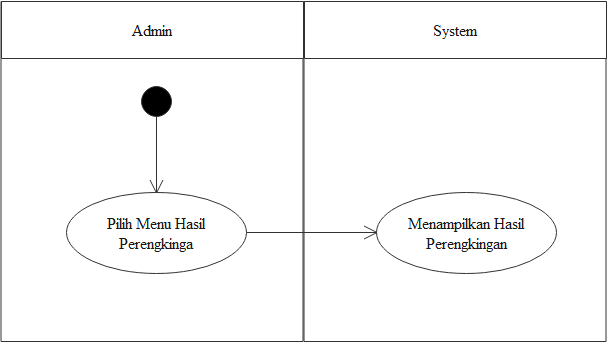 Admin
System
Pilih Menu Hasil
Perengkinga
Menampilkan Hasil
Perengkingan